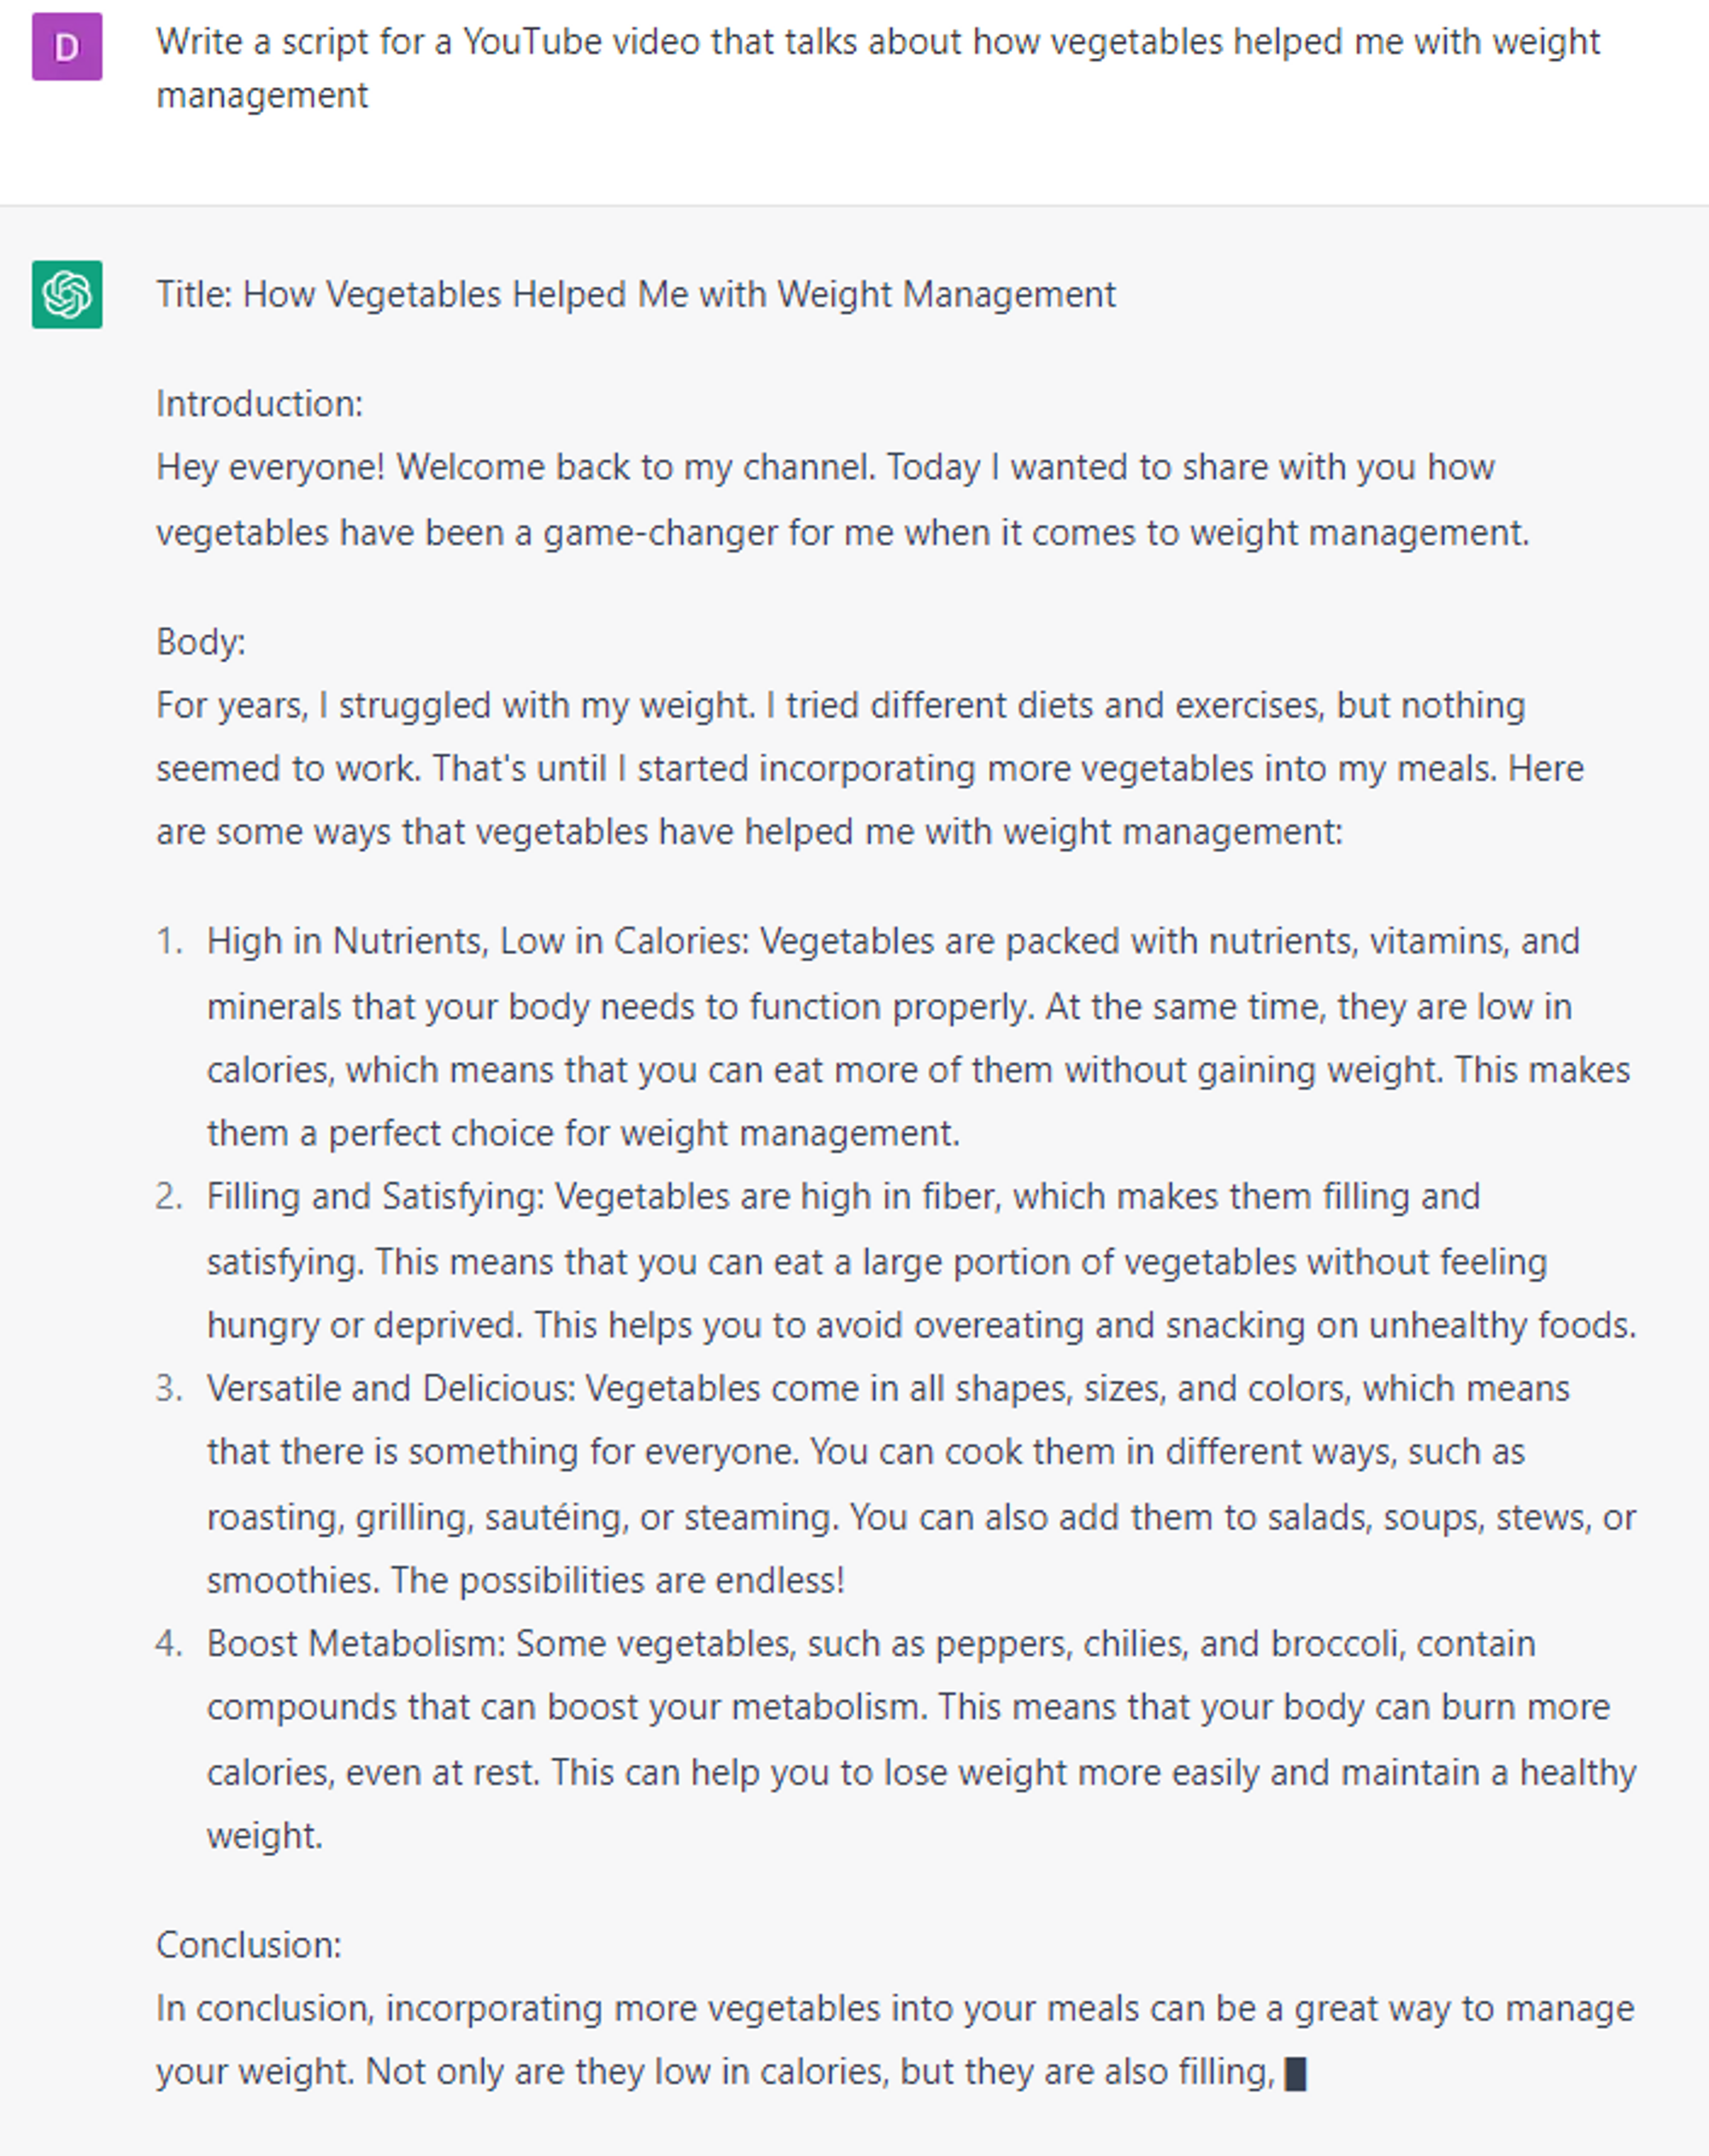 D
Write a script for a YouTube video that talks about how vegetables helped me with weight
management
Title: How Vegetables Helped Me with Weight Management
Introduction:
Hey everyone! Welcome back to my channel. Today I wanted to share with you how
vegetables have been a game-changer for me when it comes to weight management.
Body:
For years, I struggled with my weight. I tried different diets and exercises, but nothing
seemed to work. That's until I started incorporating more vegetables into my meals. Here
are some ways that vegetables have helped me with weight management:
1. High in Nutrients, Low in Calories: Vegetables are packed with nutrients, vitamins, and
minerals that your body needs to function properly. At the same time, they are low in
calories, which means that you can eat more of them without gaining weight. This makes
them a perfect choice for weight management.
2. Filling and Satisfying: Vegetables are high in fiber, which makes them filling and
satisfying. This means that you can eat a large portion of vegetables without feeling
hungry or deprived. This helps you to avoid overeating and snacking on unhealthy foods.
3. Versatile and Delicious: Vegetables come in all shapes, sizes, and colors, which means
that there is something for everyone. You can cook them in different ways, such as
roasting, grilling, sautéing, or steaming. You can also add them to salads, soups, stews, or
smoothies. The possibilities are endless!
4. Boost Metabolism: Some vegetables, such as peppers, chilies, and broccoli, contain
compounds that can boost your metabolism. This means that your body can burn more
calories, even at rest. This can help you to lose weight more easily and maintain a healthy
weight.
Conclusion:
In conclusion, incorporating more vegetables into your meals can be a great way to manage
your weight. Not only are they low in calories, but they are also filling,